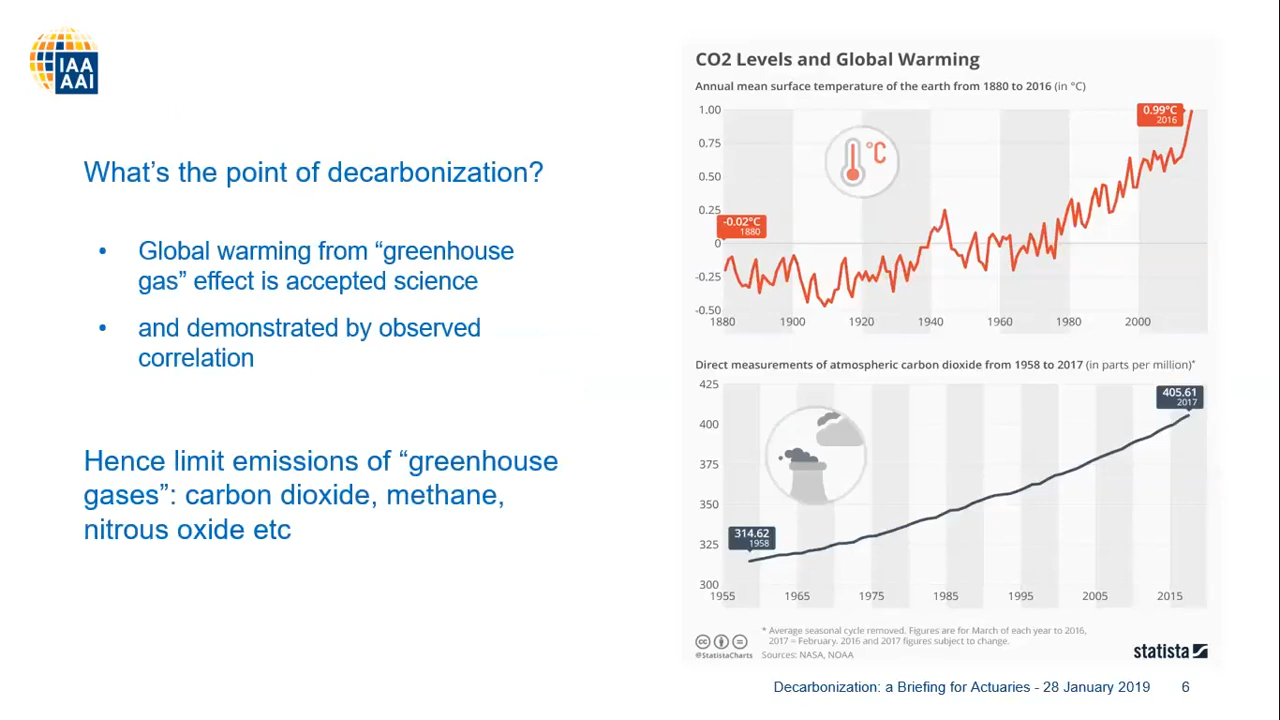 IAA
AAI
What's the point of decarbonization?
• Global warming from “greenhouse
gas” effect is accepted science
• and demonstrated by observed
correlation
Hence limit emissions of “greenhouse
gases”: carbon dioxide, methane,
nitrous oxide etc
CO2 Levels and Global Warming
Annual mean surface temperature of the earth from 1880 to 2016 (in °C)
1.00
0.75
0.50
0.25
0
-0.25
-0.50
0.99°C
2016
°C
-0.02°C
1880
1880 1900 1920 1940 1960 1980 2000
Direct measurements of atmospheric carbon dioxide from 1958 to 2017 (in parts per million)*
425
400
375
350
325
300
405.61
2017
314.62
1958
1955 1965 1975 1985 1995 2005 2015
* Average seasonal cycle removed. Figures are for March of each year to 2016,
2017 = February. 2016 and 2017 figures subject to change.
@StatistaCharts Sources: NASA, NOAA
statista
Decarbonization: a Briefing for Actuaries - 28 January 2019 6